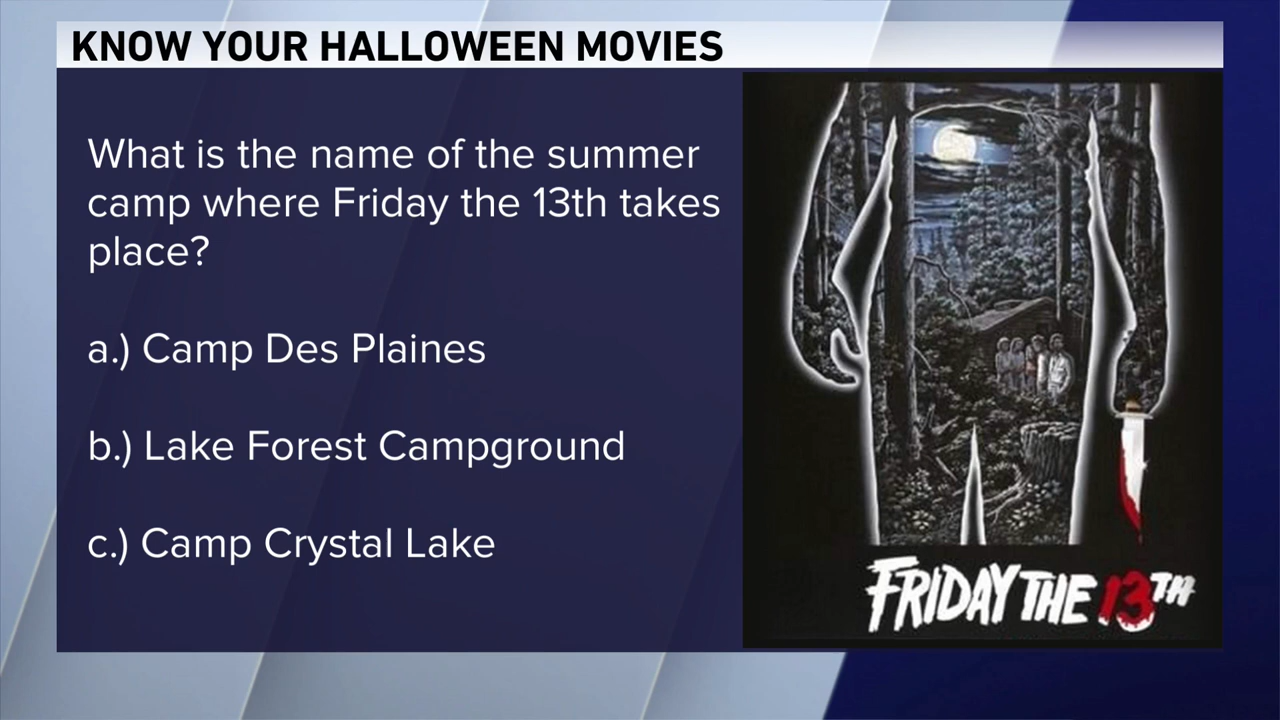 KNOW YOUR HALLOWEEN MOVIES
What is the name of the summer
camp where Friday the 13th takes
place?
a.) Camp Des Plaines
b.) Lake Forest Campground
c.) Camp Crystal Lake
FRIDAY THE 13TH